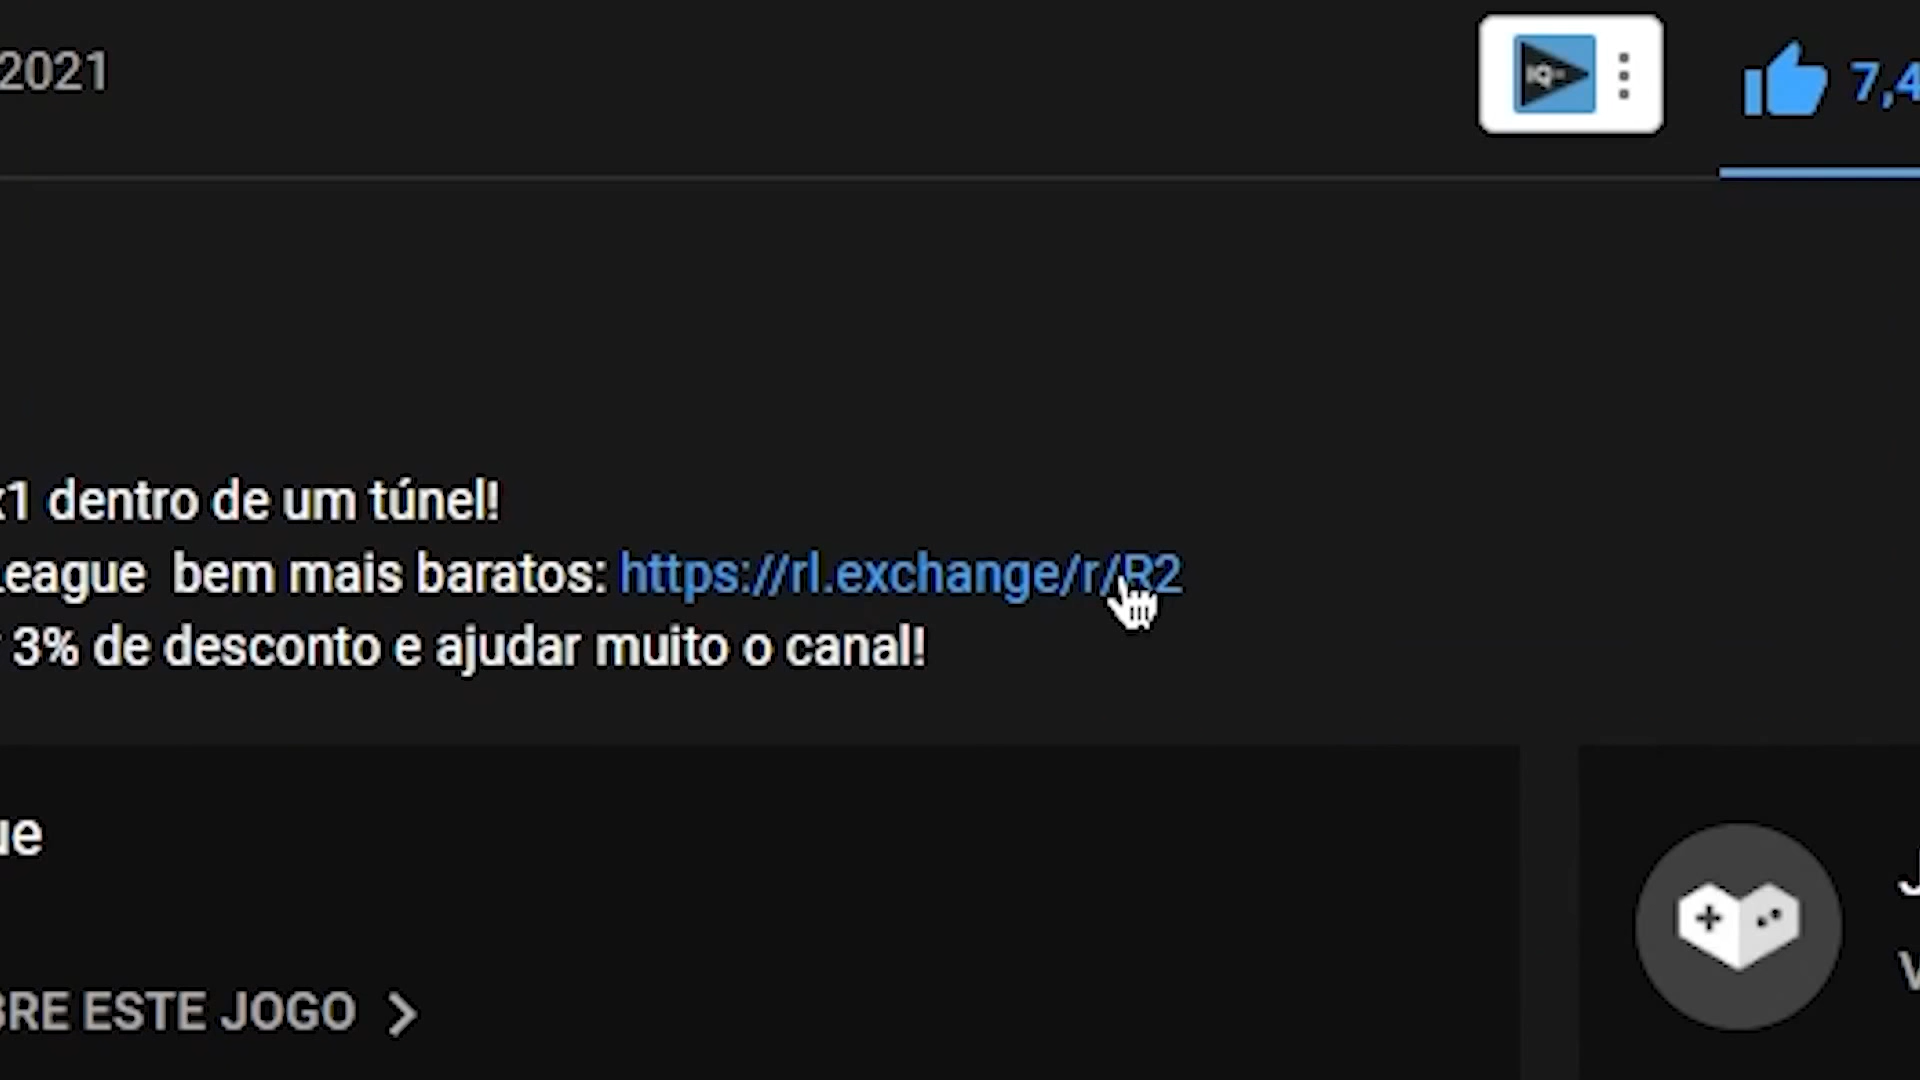 2021
7,4
x1 dentro de um túnel!
League bem mais baratos: https://rl.exchange/r/R2
3% de desconto e ajudar muito o canal!
ue
BRE ESTE JOGO